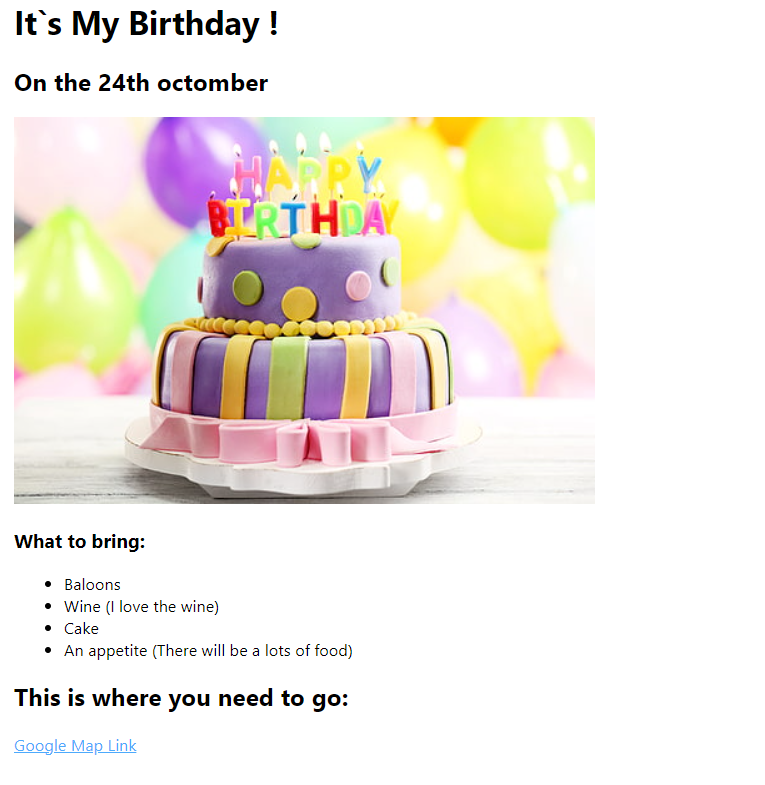 It`s My Birthday !
On the 24th octomber
HAPPY
BIRTHDAY
What to bring:
Baloons
Wine (I love the wine)
Cake
An appetite (There will be a lots of food)
This is where you need to go:
Google Map Link